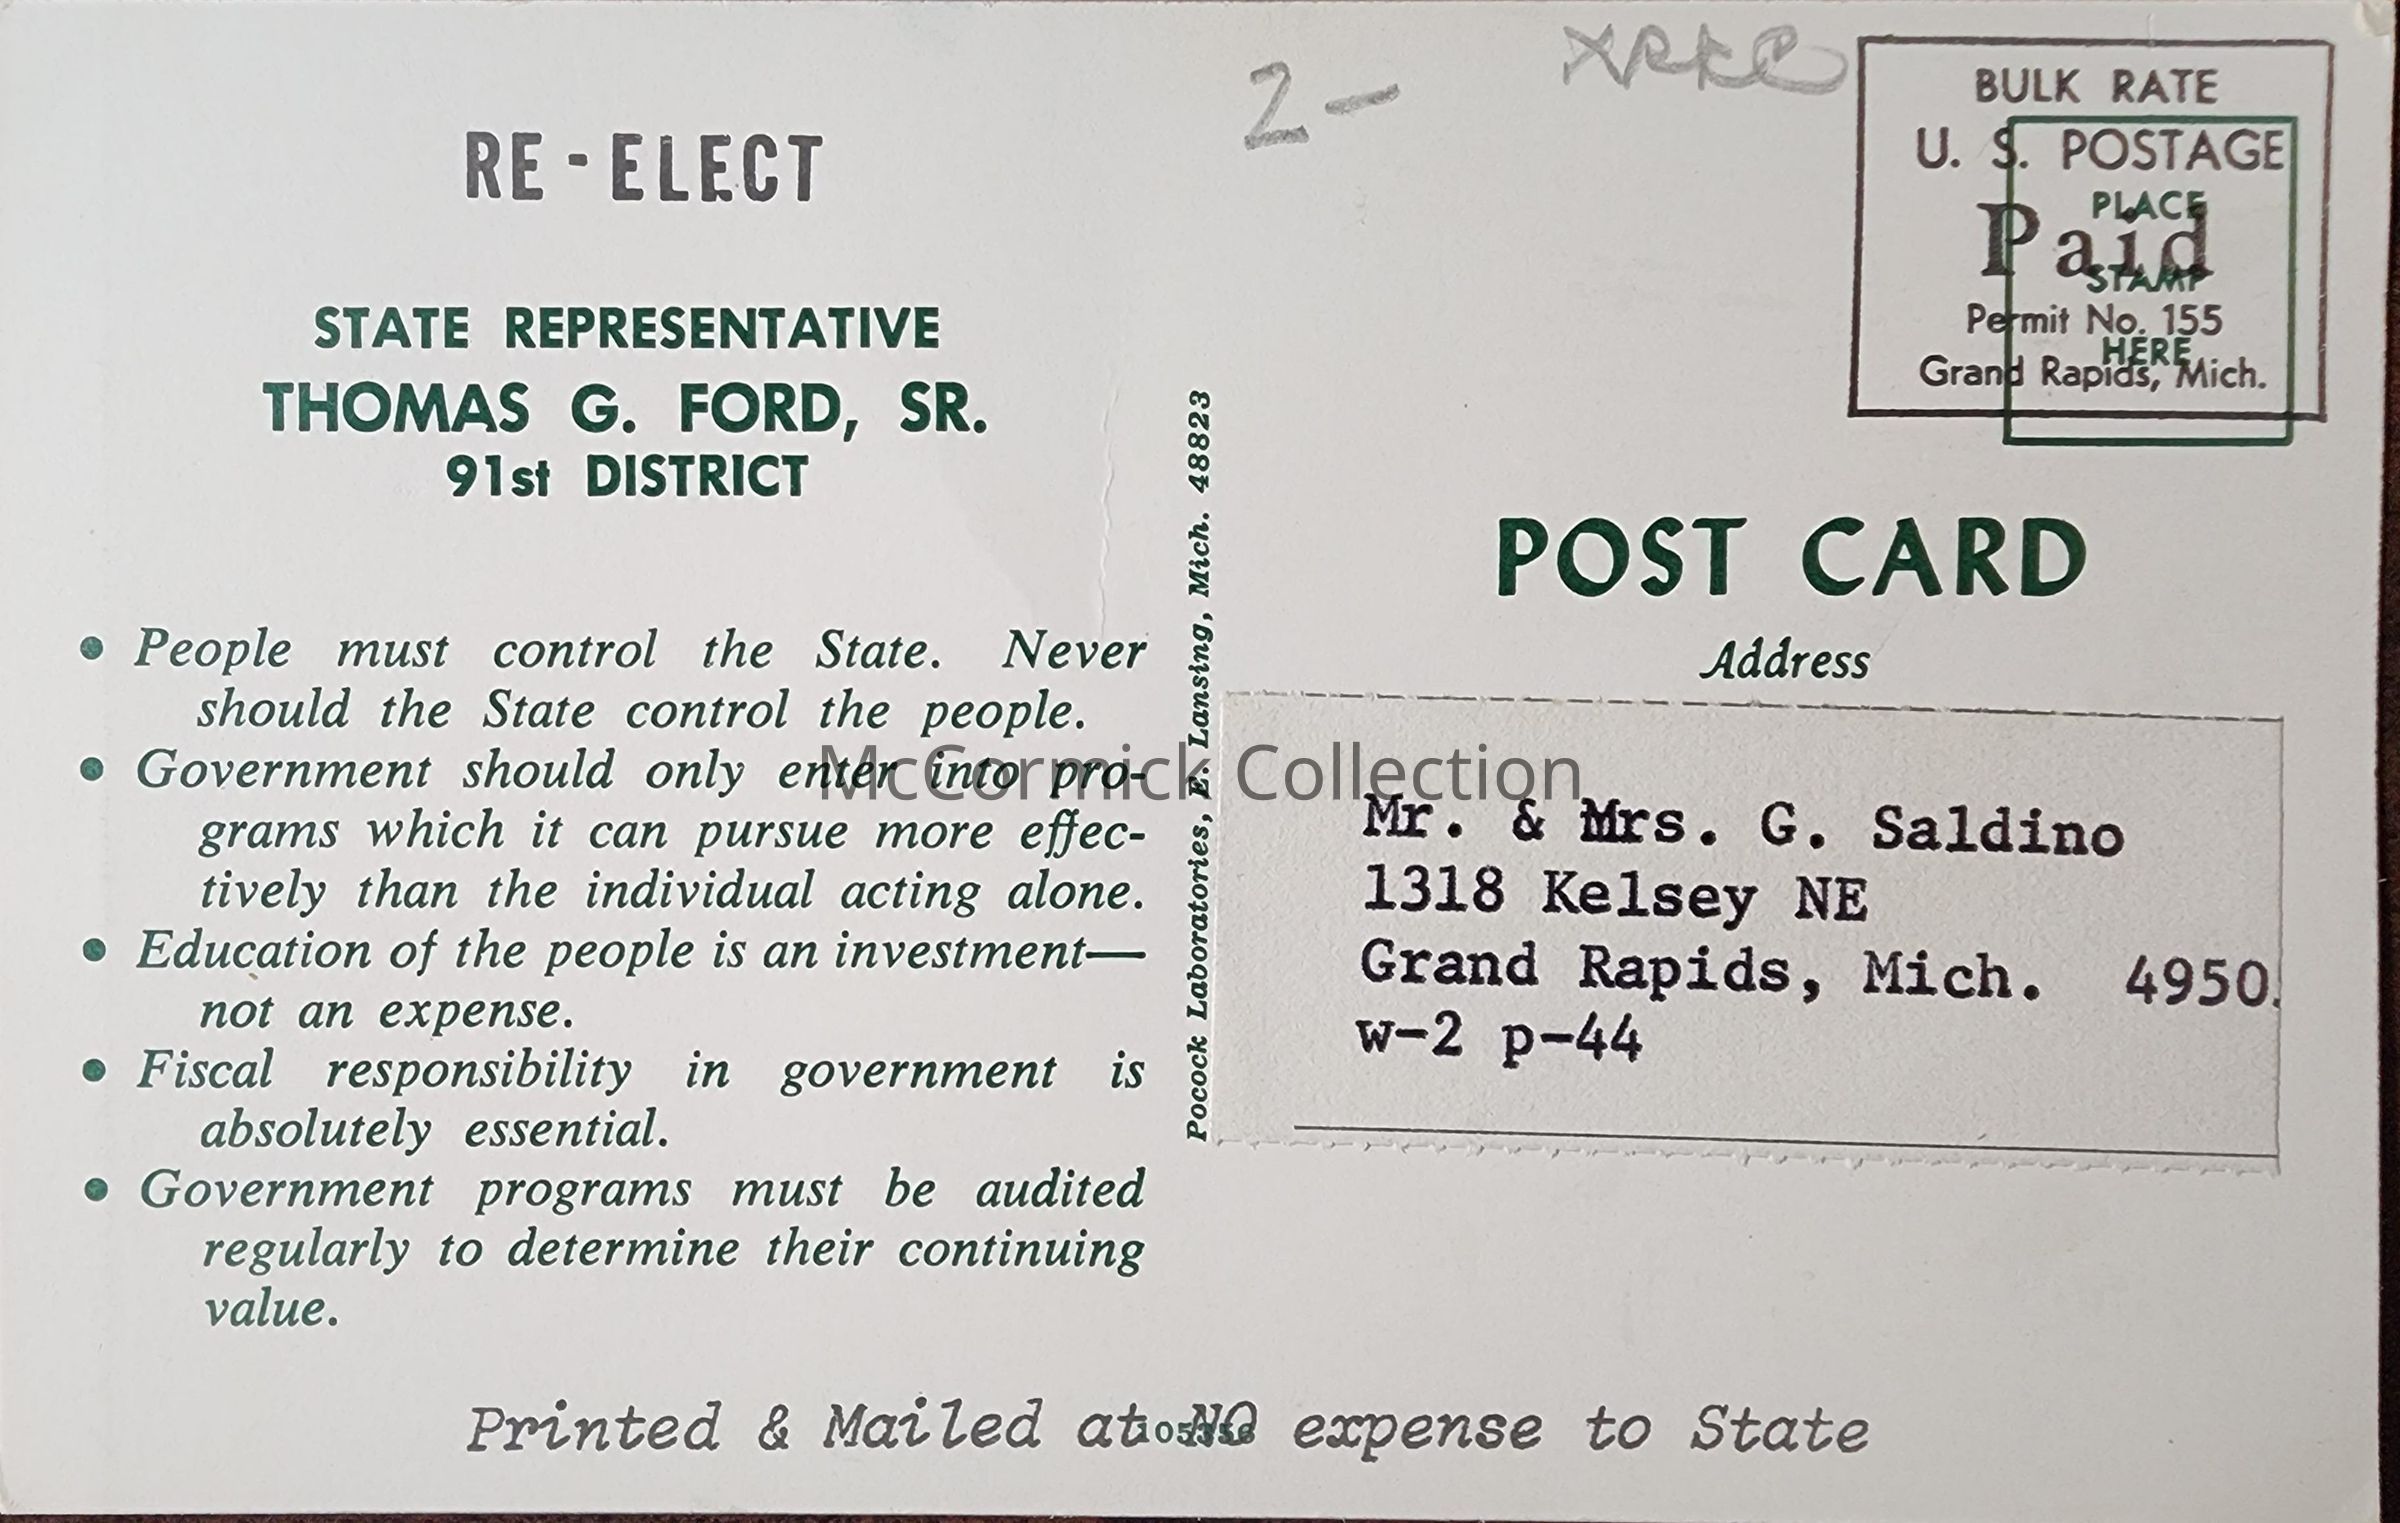 2 –
RE-ELECT
STATE REPRESENTATIVE
THOMAS G. FORD, SR.
91st DISTRICT
• People must control the State. Never
should the State control the people.
• Government should only enter into pro-
grams which it can pursue more effec-
tively than the individual acting alone.
• Education of the people is an investment—
not an expense.
• Fiscal responsibility in government is
absolutely essential.
• Government programs must be audited
regularly to determine their continuing
value.
Pocock Laboratories, E. Lansing, Mich. 48823
BULK RATE
U. S. POSTAGE
Paid
Permit No. 155
Grand Rapids, Mich.
PLACE
STAMP
HERE
POST CARD
Address
Mr. & Mrs. G. Saldino
1318 Kelsey NE
Grand Rapids, Mich. 4950
w-2 p-44
Printed & Mailed at NO expense to State
McCormick Collection